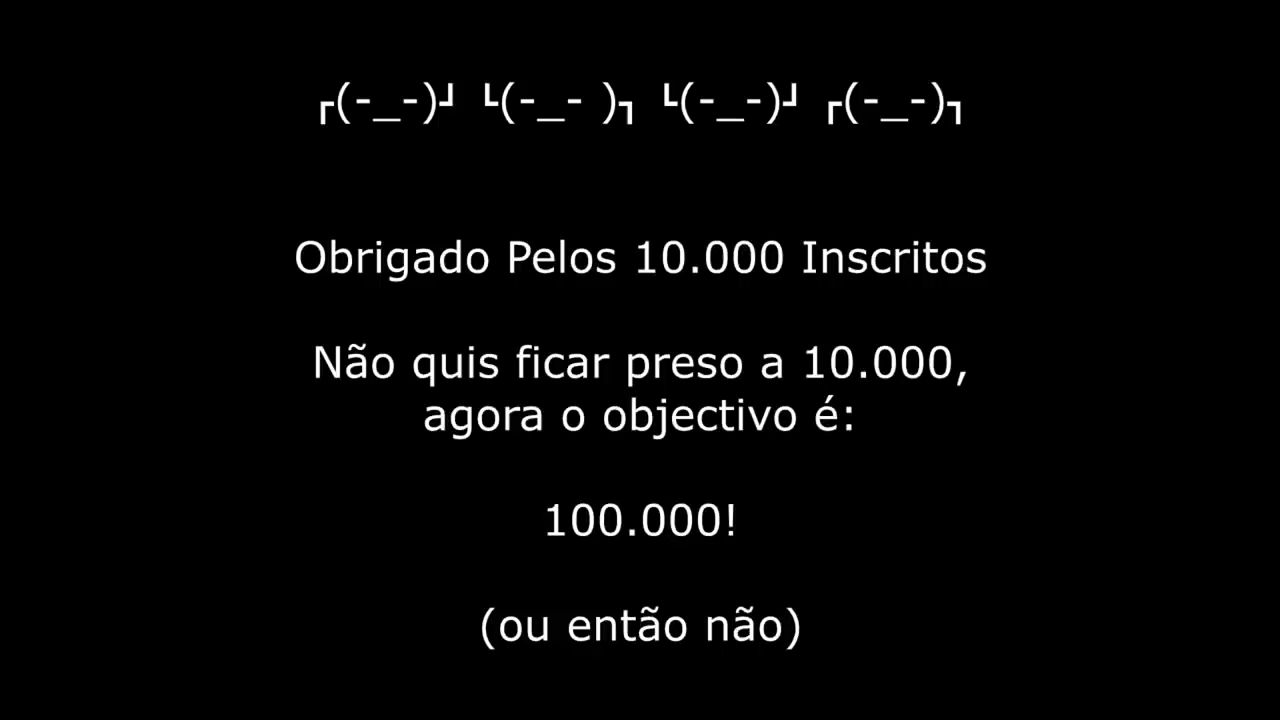 ┏(-_-)┛ ┗(-_- )┓ ┗(-_-)┛ ┏(-_-)┓
Obrigado Pelos 10.000 Inscritos
Não quis ficar preso a 10.000,
agora o objectivo é:
100.000!
(ou então não)